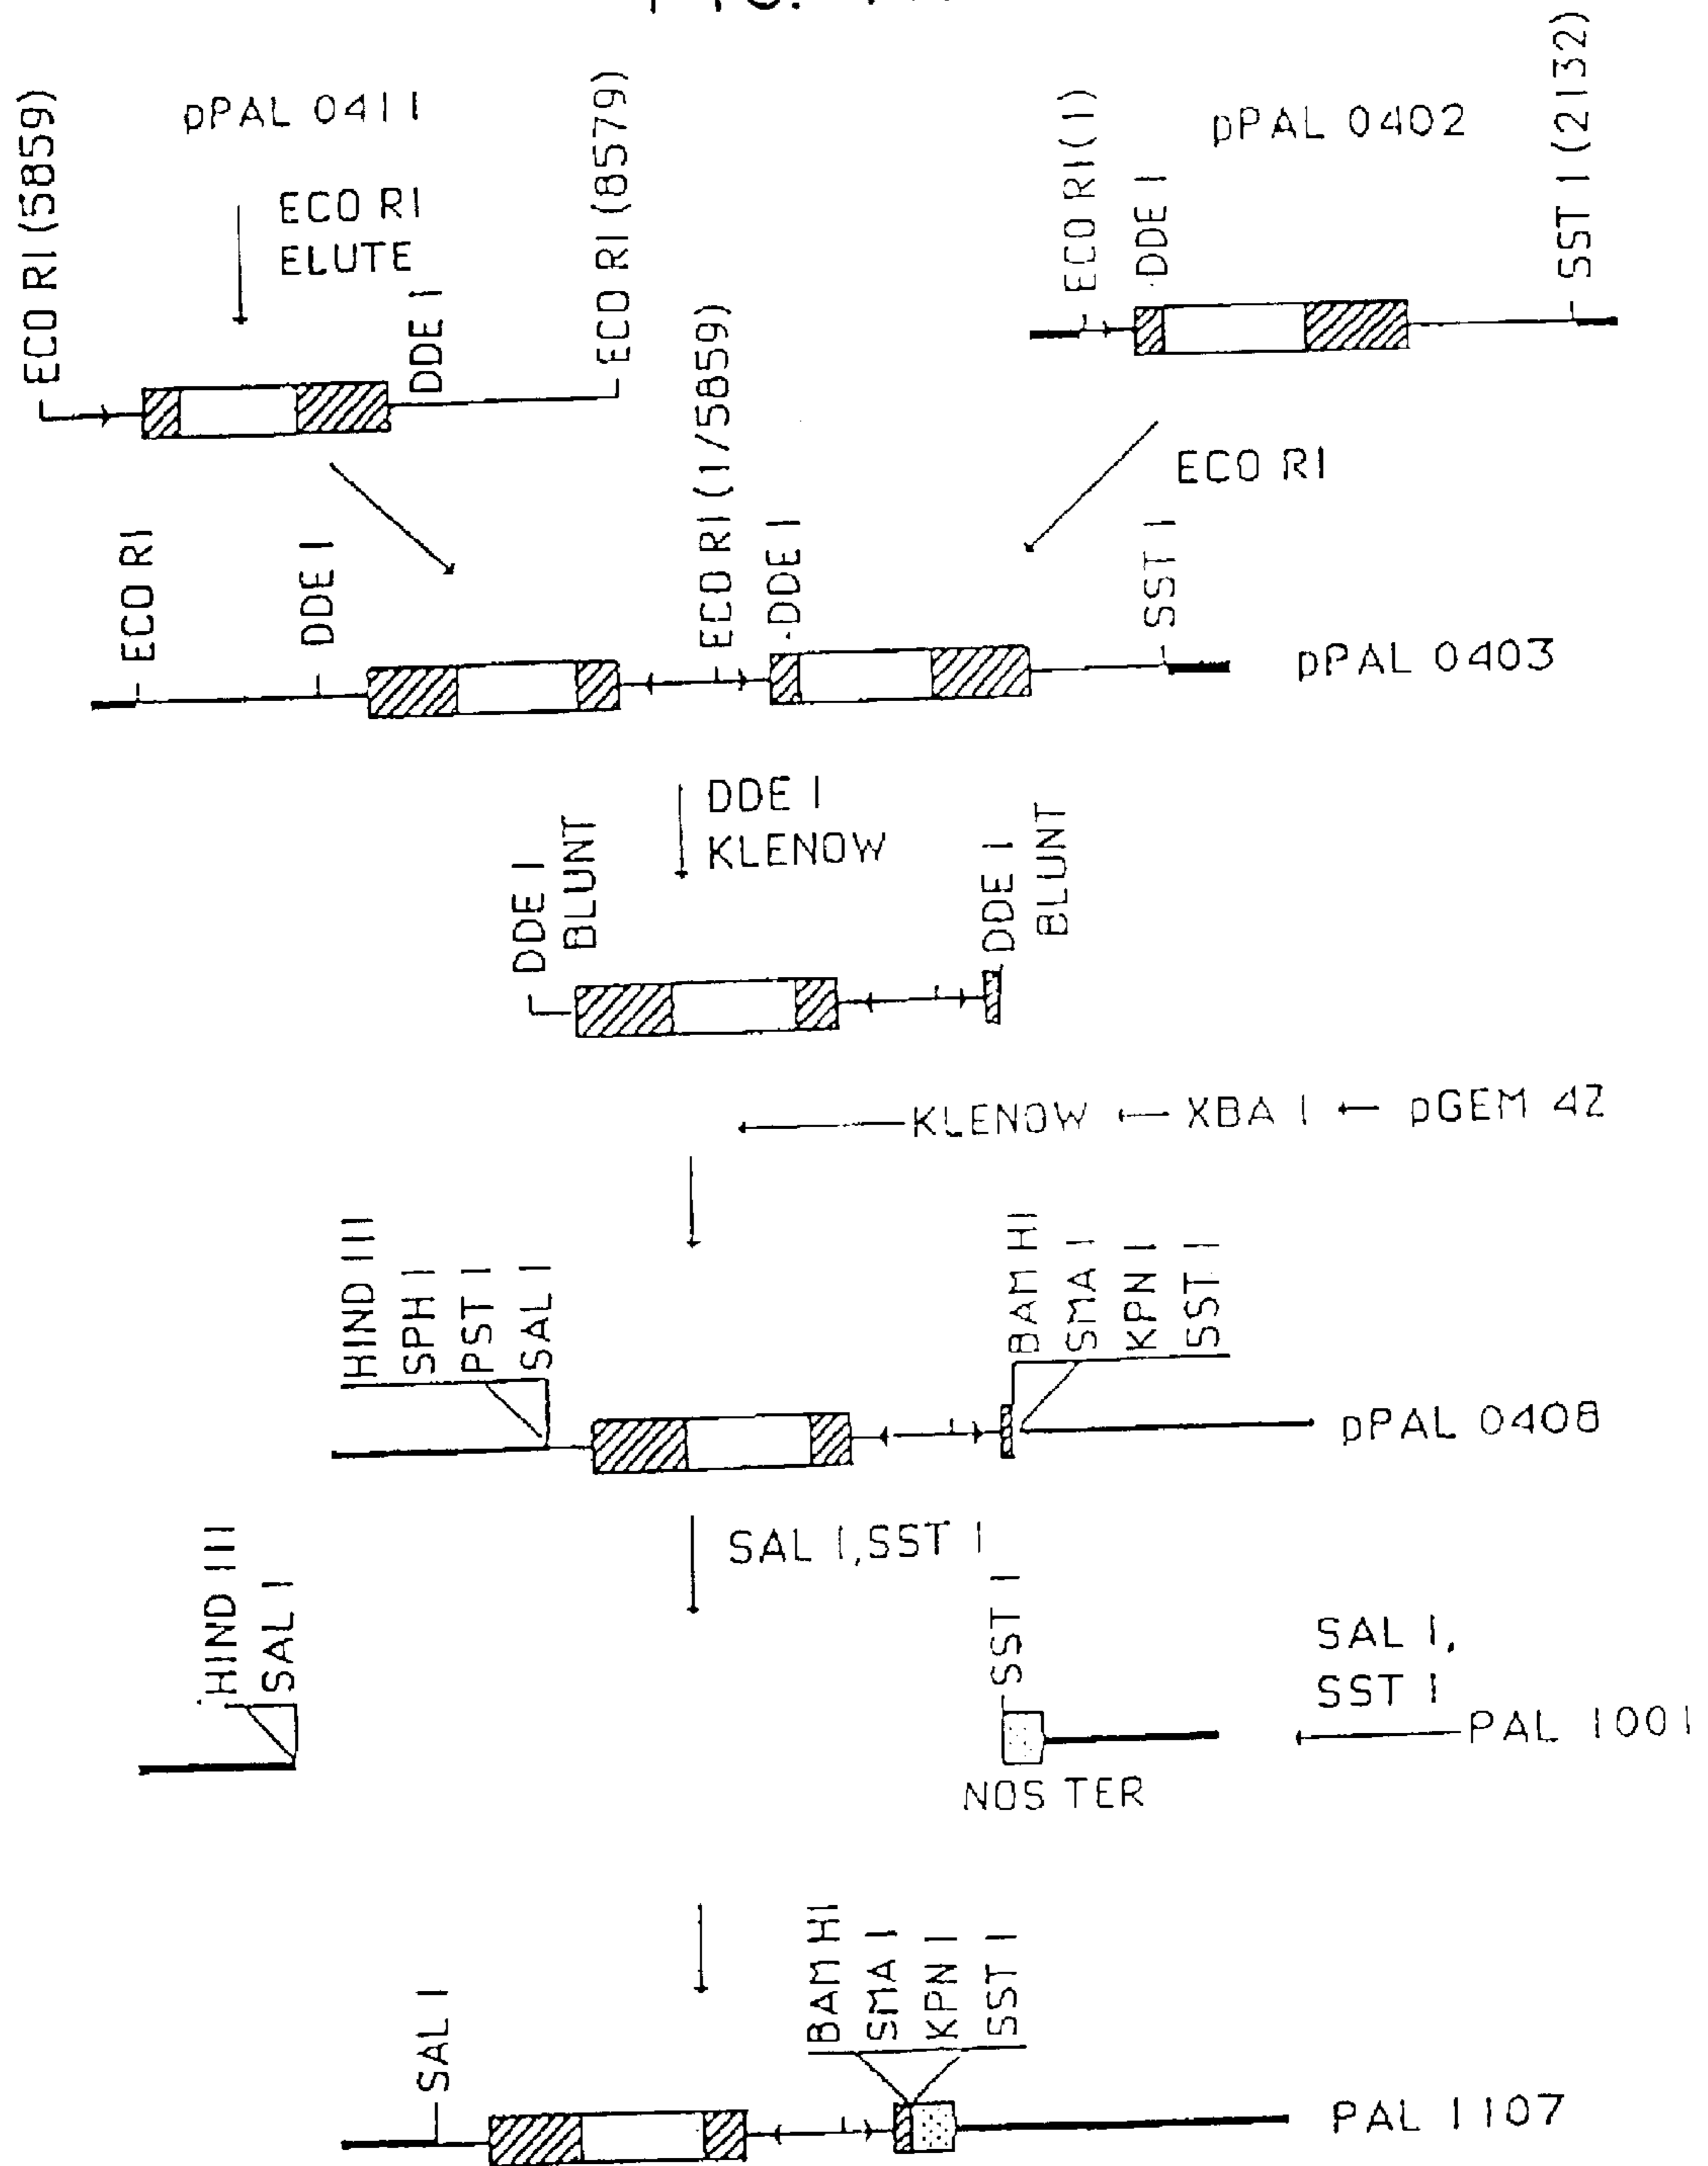 FIG.
ECO RI (5859)
pPAL 0411
ECO RI
ELUTE
DDE I
ECO RI (8579)
ECO RI (1)
DDE I
pPAL 0402
SST I (2132)
ECO RI
ECO RI
DDE I
ECO RI (1/5859)
DDE I
SST I
pPAL 0403
DDE I
KLENOW
DDE I
BLUNT
DDE I
BLUNT
KLENOW ← XBA I ← pGEM 4Z
HIND III
SPH I
PST I
SAL I
BAM HI
SMA I
KPN I
SST I
pPAL 0408
SAL I, SST I
HIND III
SAL I
SST I
SAL I,
SST I
PAL 1001
NOS TER
SAL I
BAM HI
SMA I
KPN I
SST I
PAL 1107